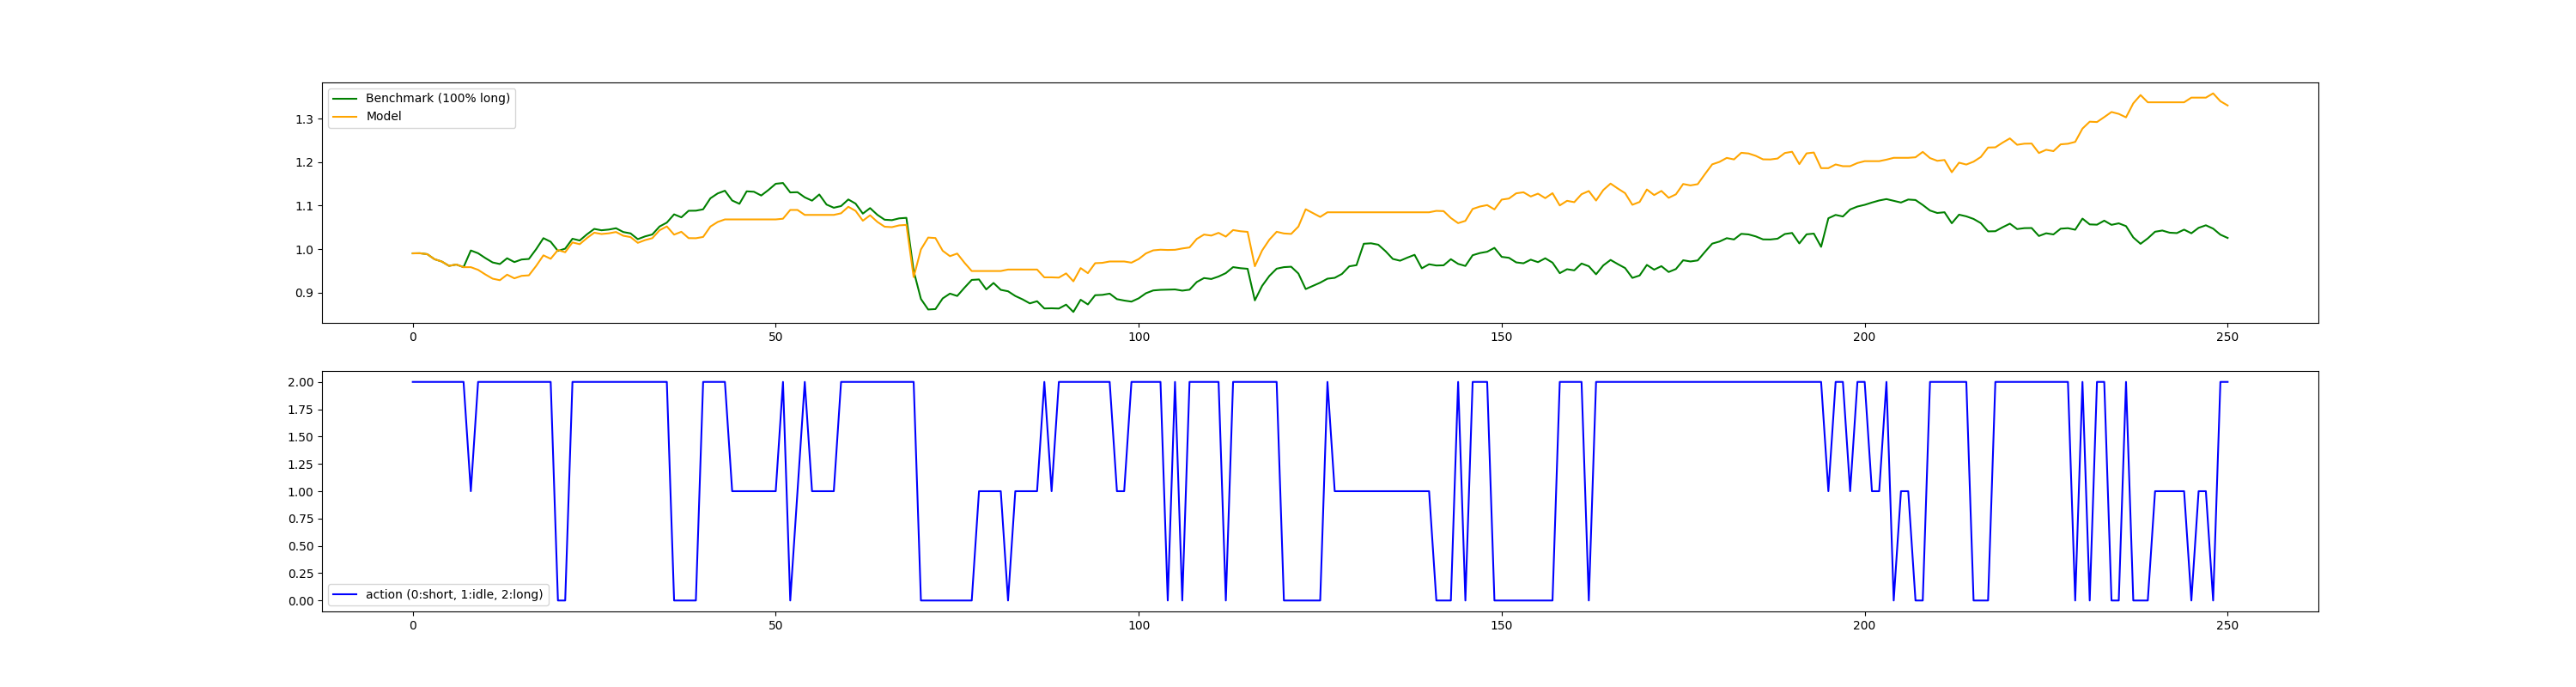 Benchmark (100% long)
Model
1.3
1.2
1.1
1.0
0.9
0 50 100 150 200 250
2.00
1.75
1.50
1.25
1.00
0.75
0.50
0.25
0.00
action (0:short, 1:idle, 2:long)
0 50 100 150 200 250